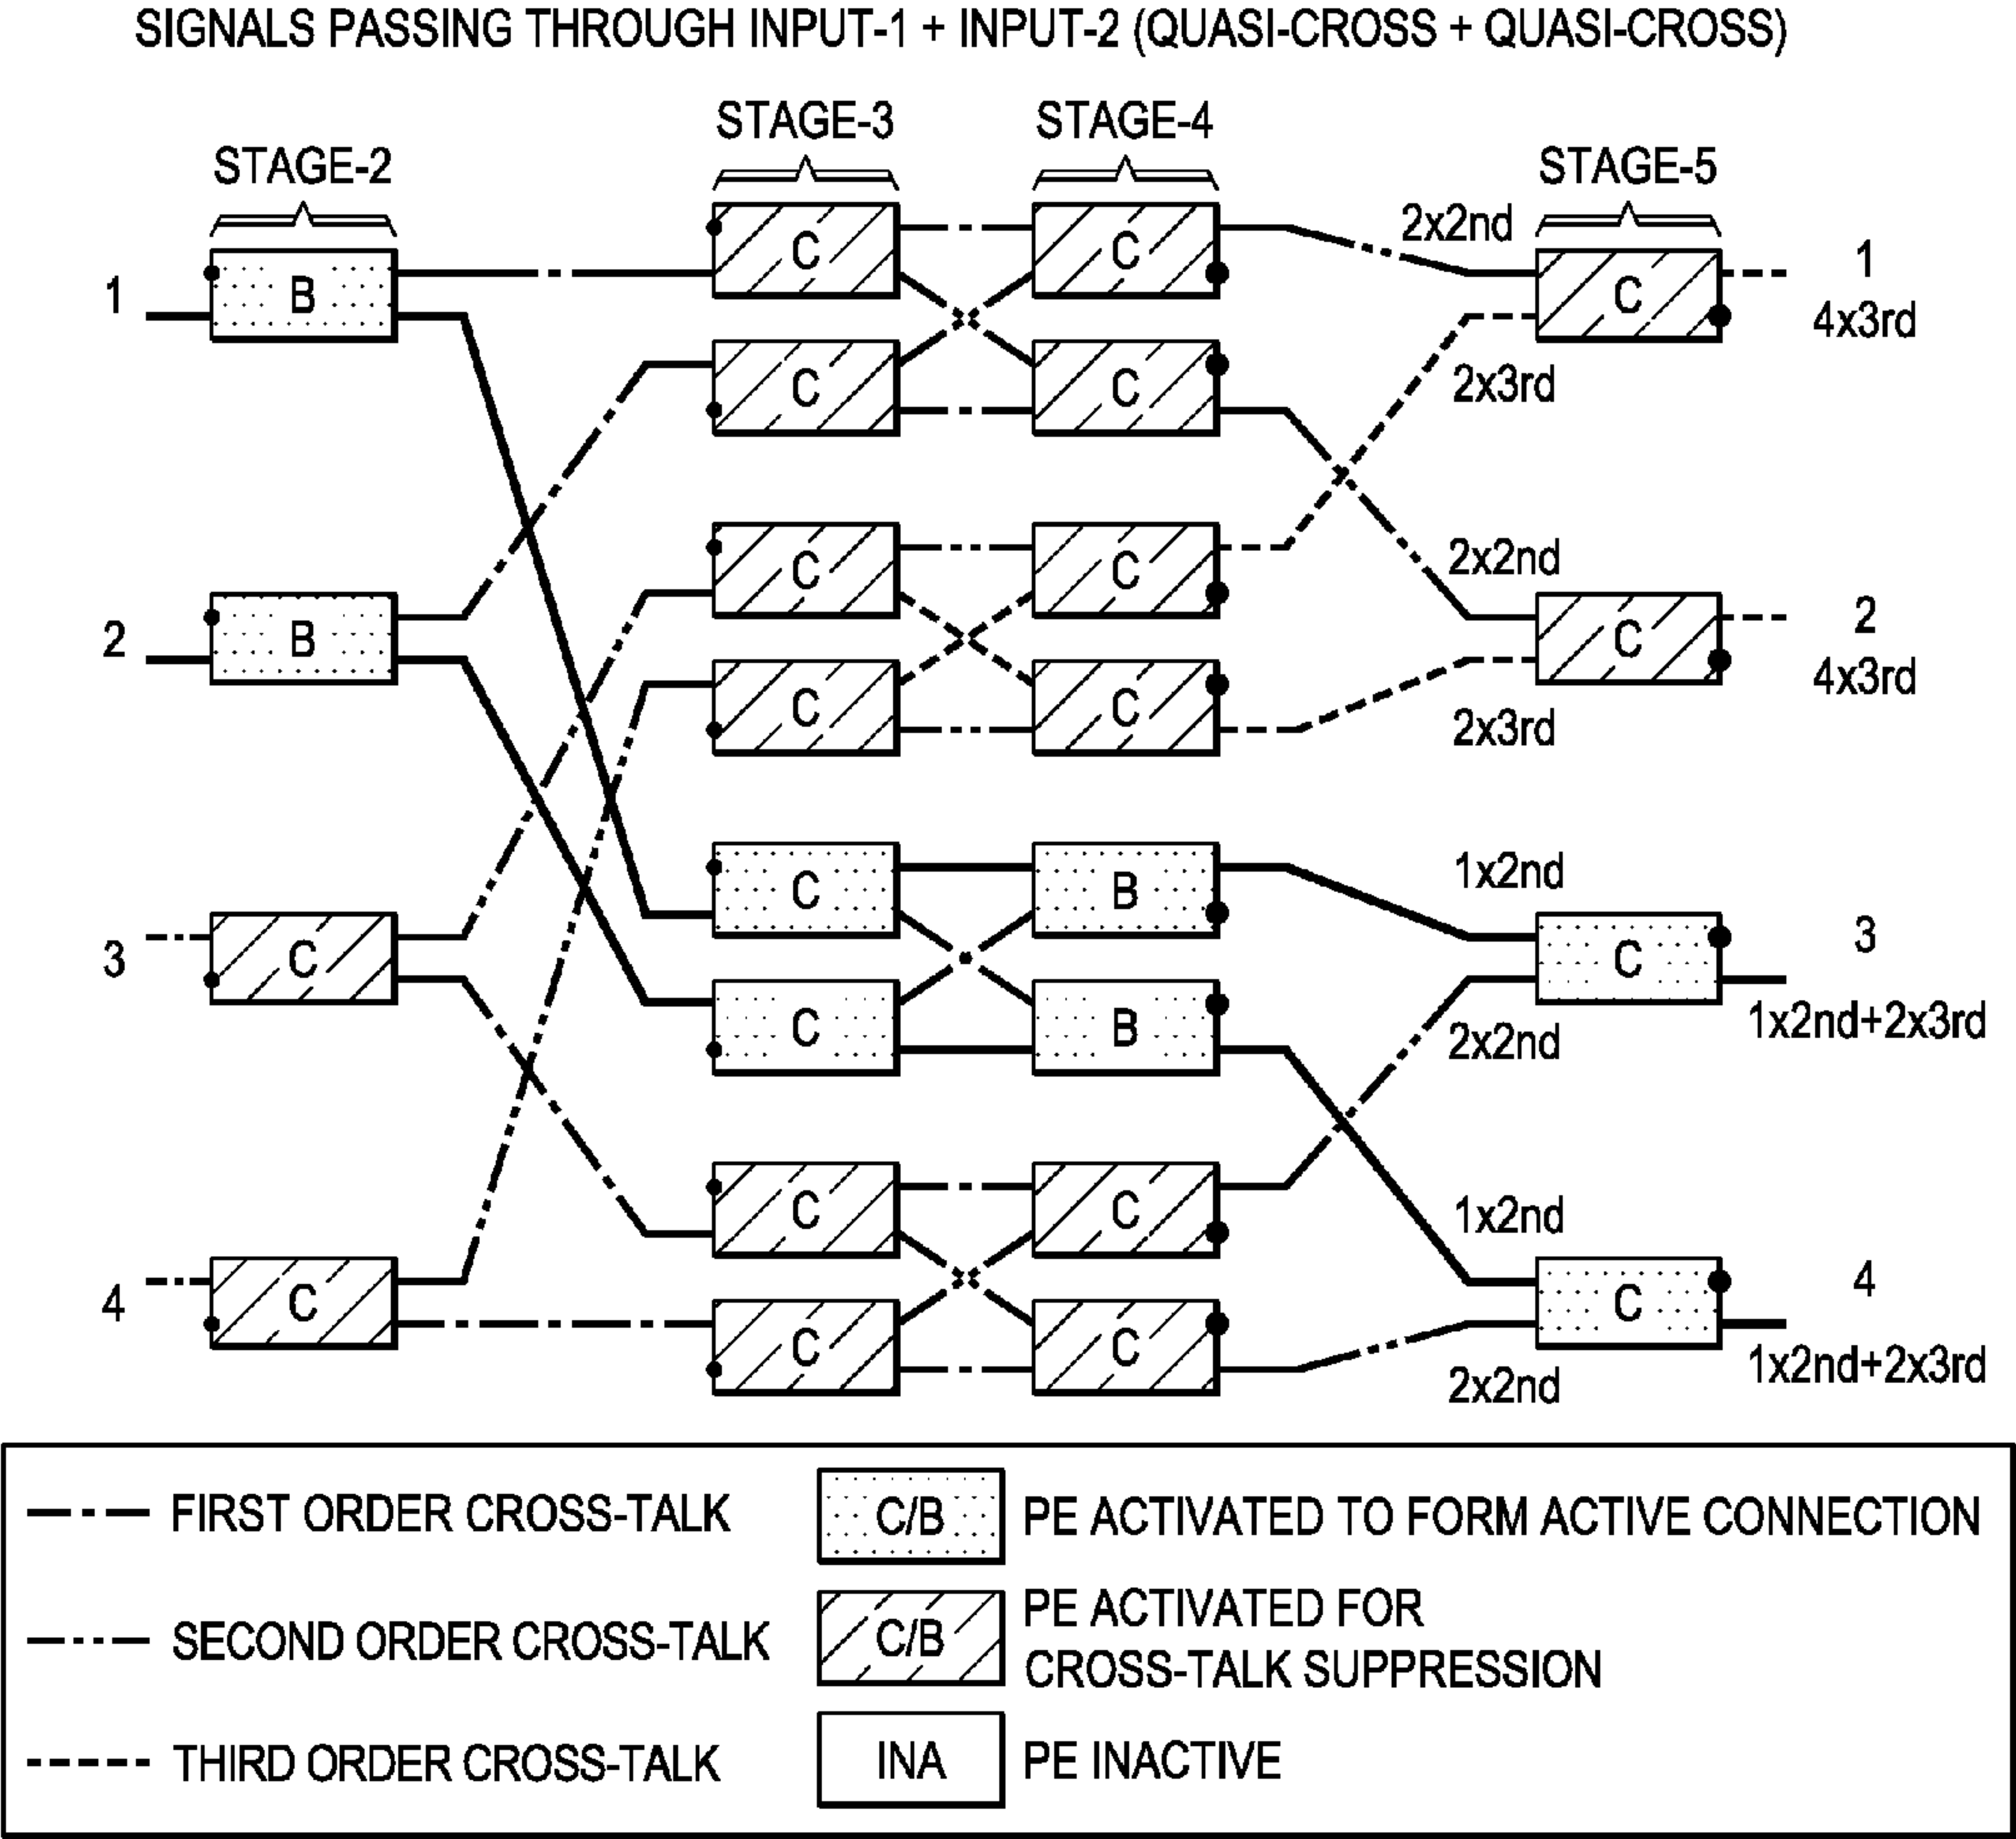 SIGNALS PASSING THROUGH INPUT-1 + INPUT-2 (QUASI-CROSS + QUASI-CROSS)
STAGE-3 STAGE-4
STAGE-2 STAGE-5
C C 2x2nd
1 B C 1
4x3rd
C C 2x3rd
C C 2x2nd
2 B C 2
4x3rd
C C 2x3rd
C B 1x2nd
3 C C 3
1x2nd+2x3rd
C B 2x2nd
C C 1x2nd
4 C C 4
1x2nd+2x3rd
C C 2x2nd
FIRST ORDER CROSS-TALK C/B PE ACTIVATED TO FORM ACTIVE CONNECTION
SECOND ORDER CROSS-TALK C/B PE ACTIVATED FOR
CROSS-TALK SUPPRESSION
THIRD ORDER CROSS-TALK INA PE INACTIVE